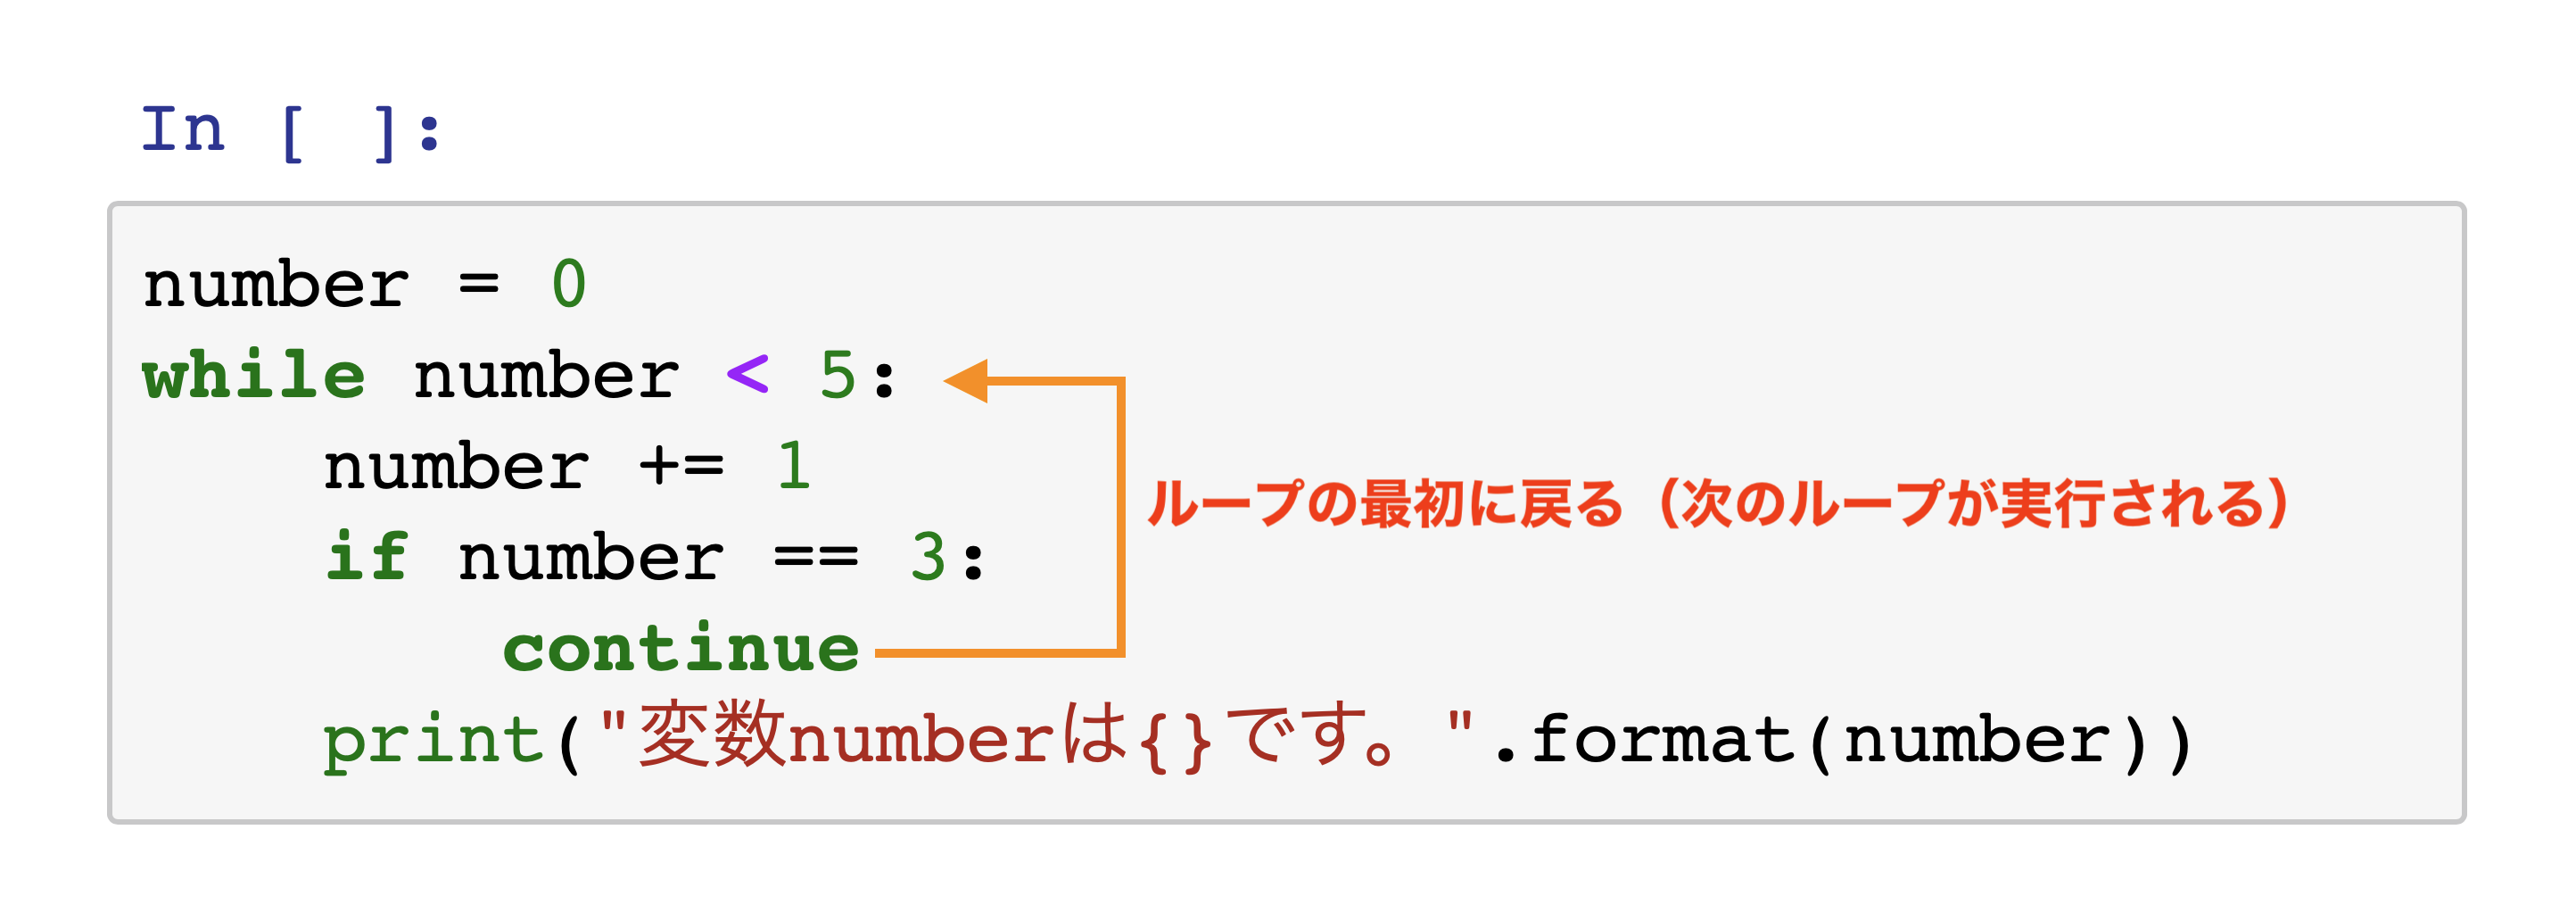 In [ ]:
number = 0
while number < 5:
    number += 1
ループの最初に戻る（次のループが実行される）
    if number == 3:
        continue
    print("変数numberは{}です。".format(number))